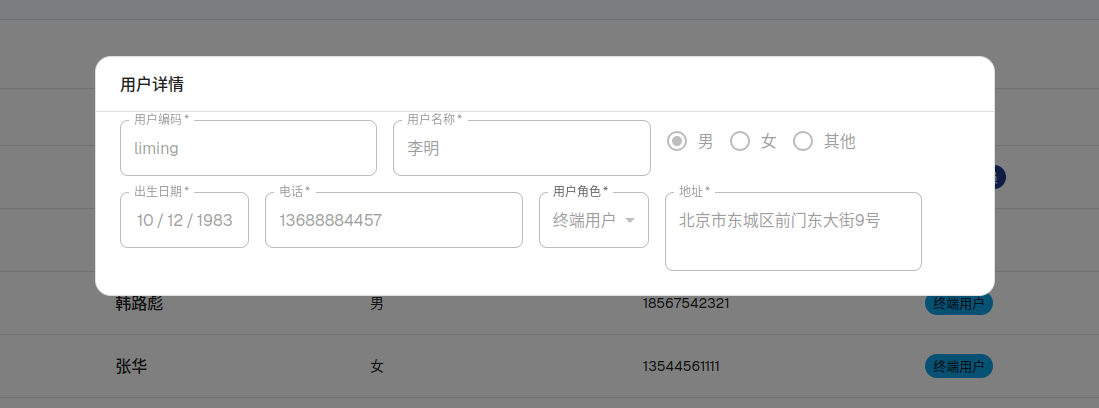 用户详情
用户编码 *
用户名称 *
liming
李明
男
女
其他
出生日期 *
电话 *
用户角色 *
地址 *
10 / 12 / 1983
13688884457
终端用户
北京市东城区前门东大街9号
韩路彪
男
18567542321
终端用户
张华
女
13544561111
终端用户